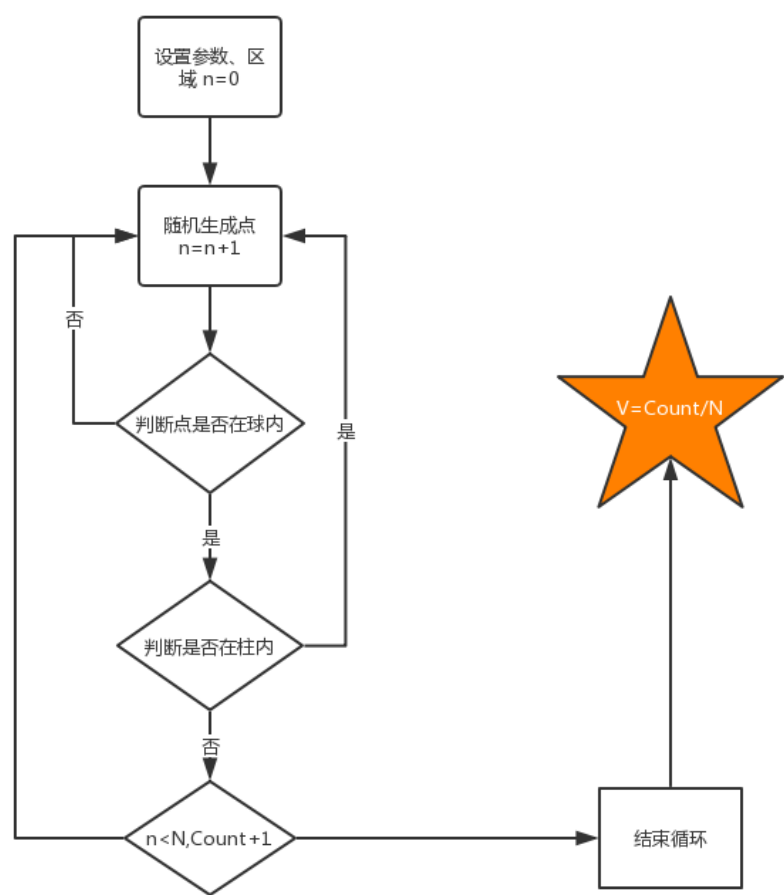 设置参数、区
域 n=0
随机生成点
n=n+1
否
判断点是否在球内
是
V=Count/N
是
判断是否在柱内
否
n<N,Count+1
结束循环